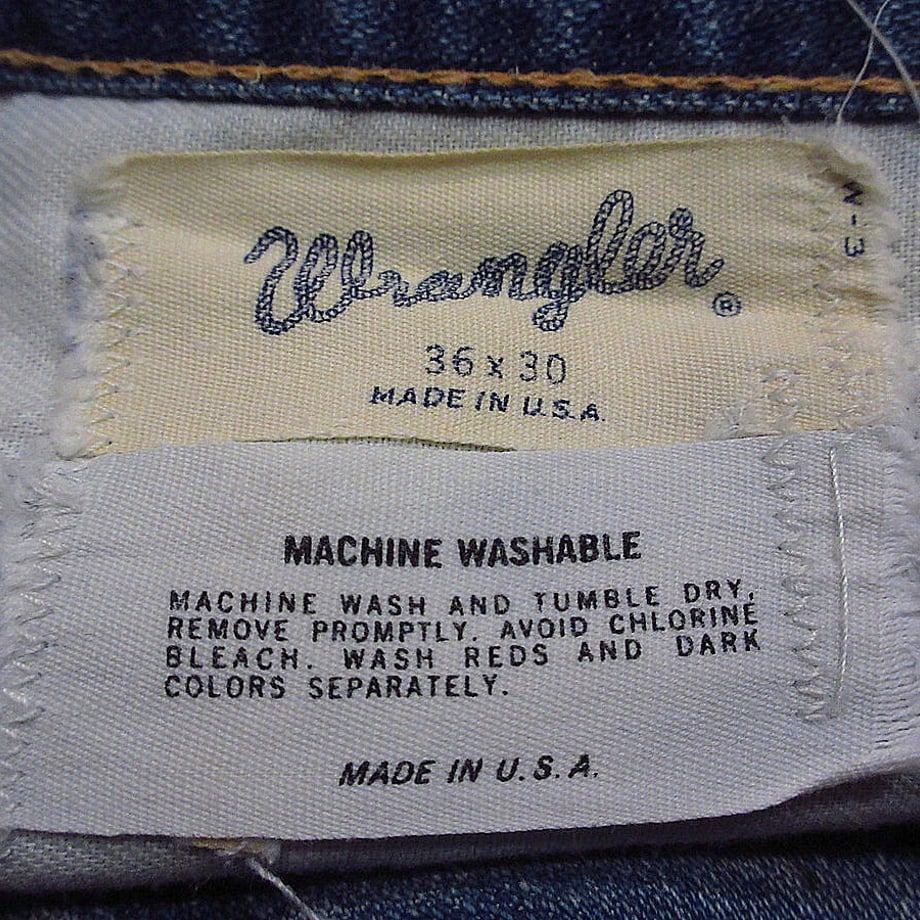 Wrangler®
W-3
36 x 30
MADE IN U.S.A.
MACHINE WASHABLE
MACHINE WASH AND TUMBLE DRY,
REMOVE PROMPTLY. AVOID CHLORINE
BLEACH. WASH REDS AND DARK
COLORS SEPARATELY.
MADE IN U.S.A.